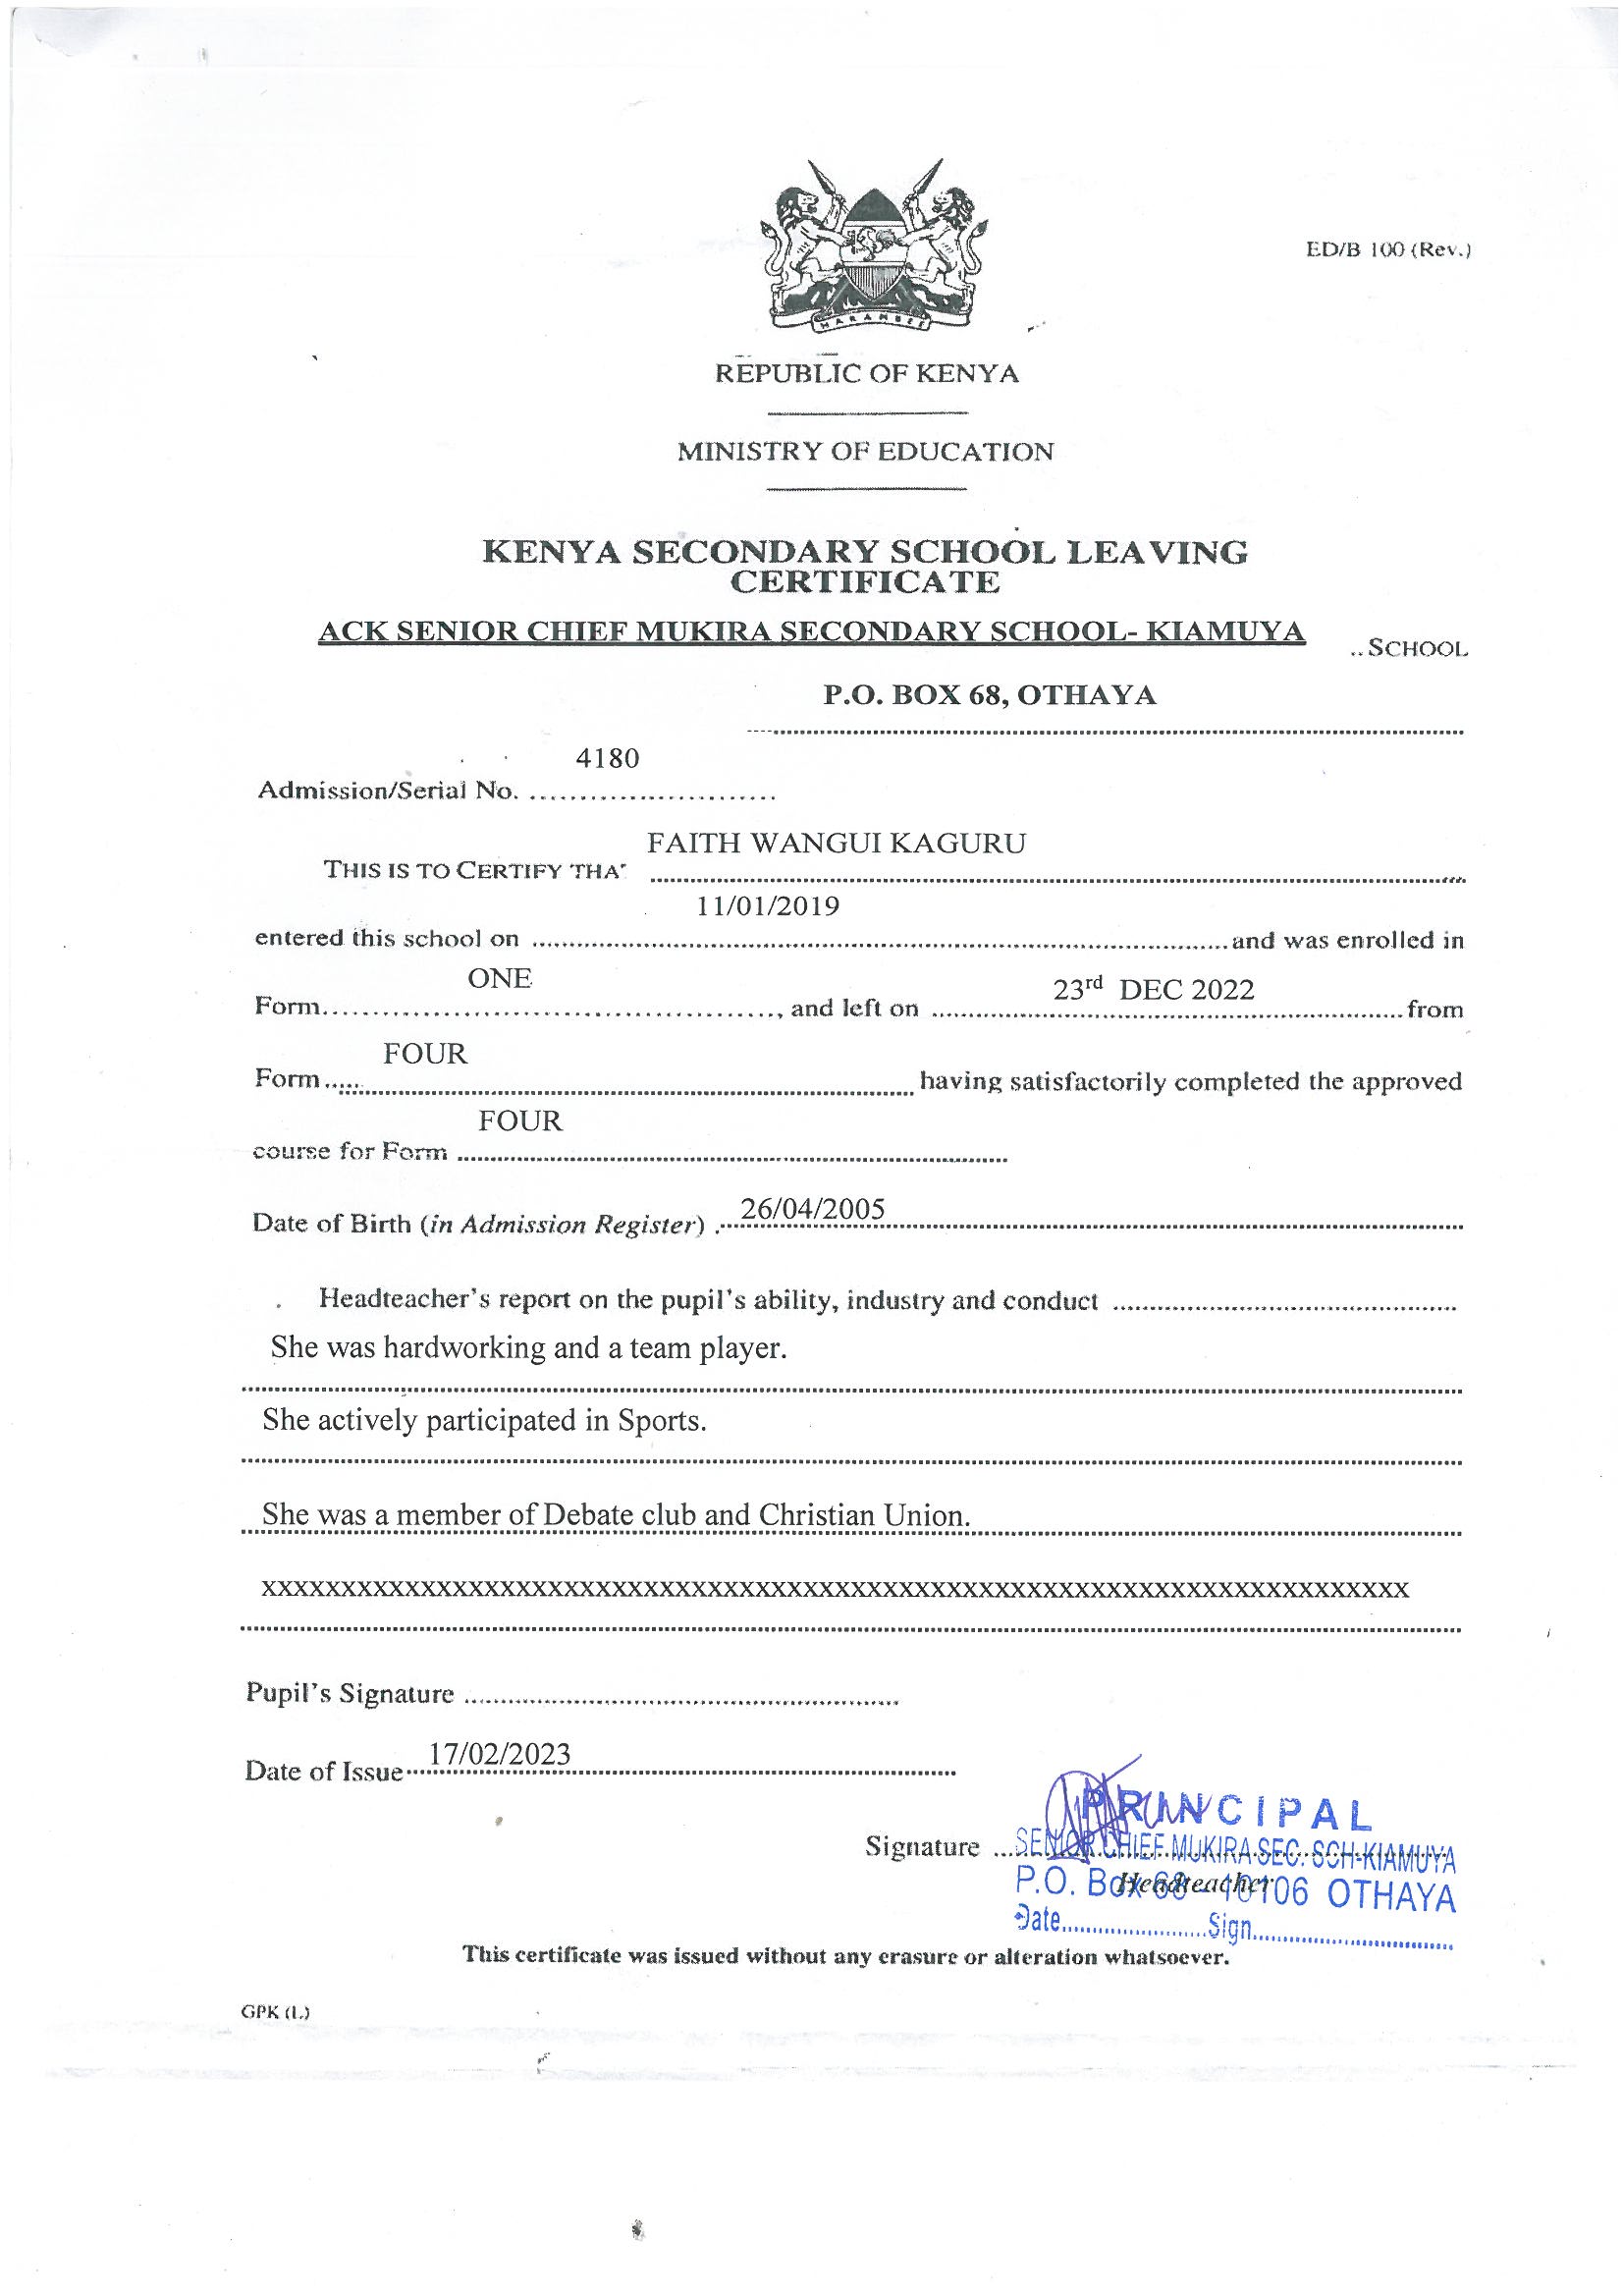 HARAMBEE
ED/B 100 (Rev.)
REPUBLIC OF KENYA
MINISTRY OF EDUCATION
KENYA SECONDARY SCHOOL LEAVING
CERTIFICATE
ACK SENIOR CHIEF MUKIRA SECONDARY SCHOOL- KIAMUYA
..SCHOOL
P.O. BOX 68, OTHAYA
4180
Admission/Serial No. ........................
FAITH WANGUI KAGURU
THIS IS TO CERTIFY THA' ........................
11/01/2019
entered this school on ........................ and was enrolled in
ONE
23rd DEC 2022
Form........................, and left on ........................ from
FOUR
Form ........................ having satisfactorily completed the approved
FOUR
course for Form ........................
Date of Birth (in Admission Register) . 26/04/2005
Headteacher's report on the pupil's ability, industry and conduct ........................
She was hardworking and a team player.
She actively participated in Sports.
She was a member of Debate club and Christian Union.
XXXXXXXXXXXXXXXXXXXXXXXXXXXXXXXXXXXXXXXXXXXXXXXXXXXXXXXXXXXXXXXXXXXXXXXX
Pupil's Signature ........................
Date of Issue 17/02/2023
PRINCIPAL
Signature ... SENIOR CHIEF MUKIRA SEC. SCH-KIAMUYA
Headteacher
P.O. Box 68 - 10106 OTHAYA
Date........................Sign........................
This certificate was issued without any erasure or alteration whatsoever.
GPK (L)